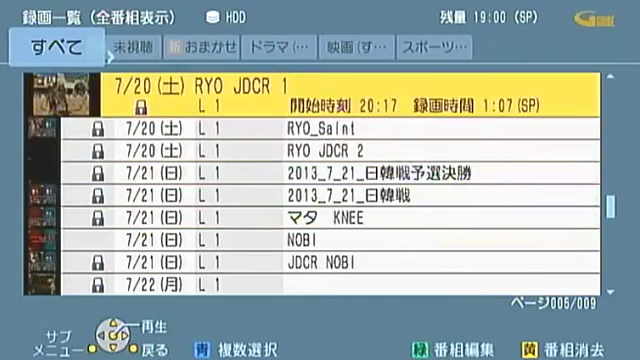 録画一覧(全番組表示) HDD 残量 19:00(SP) G GUIDE
すべて 未視聴 新おまかせ ドラマ(… 映画(す… スポーツ…
7/20(土) RYO JDCR 1
L 1 開始時刻 20:17 録画時間 1:07(SP)
7/20(土) L 1 RYO_Saint
7/20(土) L 1 RYO JDCR 2
7/21(日) L 1 2013_7_21_日韓戦予選決勝
7/21(日) L 1 2013_7_21_日韓戦
7/21(日) L 1 マタ KNEE
7/21(日) L 1 NOBI
7/21(日) L 1 JDCR NOBI
7/22(月) L 1
ページ005/009
サブメニュー 再生 戻る 青 複数選択 緑 番組編集 黄 番組消去